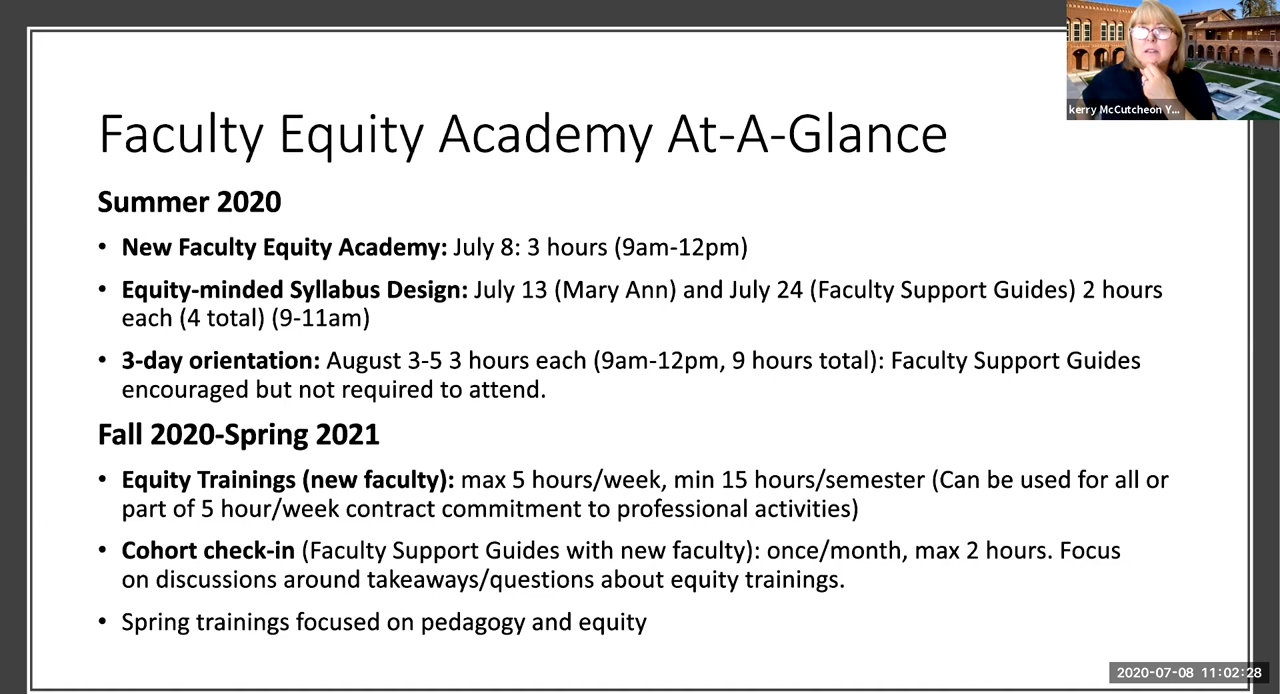 kerry McCutcheon Y...
Faculty Equity Academy At-A-Glance
Summer 2020
• New Faculty Equity Academy: July 8: 3 hours (9am-12pm)
• Equity-minded Syllabus Design: July 13 (Mary Ann) and July 24 (Faculty Support Guides) 2 hours
each (4 total) (9-11am)
• 3-day orientation: August 3-5 3 hours each (9am-12pm, 9 hours total): Faculty Support Guides
encouraged but not required to attend.
Fall 2020-Spring 2021
• Equity Trainings (new faculty): max 5 hours/week, min 15 hours/semester (Can be used for all or
part of 5 hour/week contract commitment to professional activities)
• Cohort check-in (Faculty Support Guides with new faculty): once/month, max 2 hours. Focus
on discussions around takeaways/questions about equity trainings.
• Spring trainings focused on pedagogy and equity
2020-07-08 11:02:28